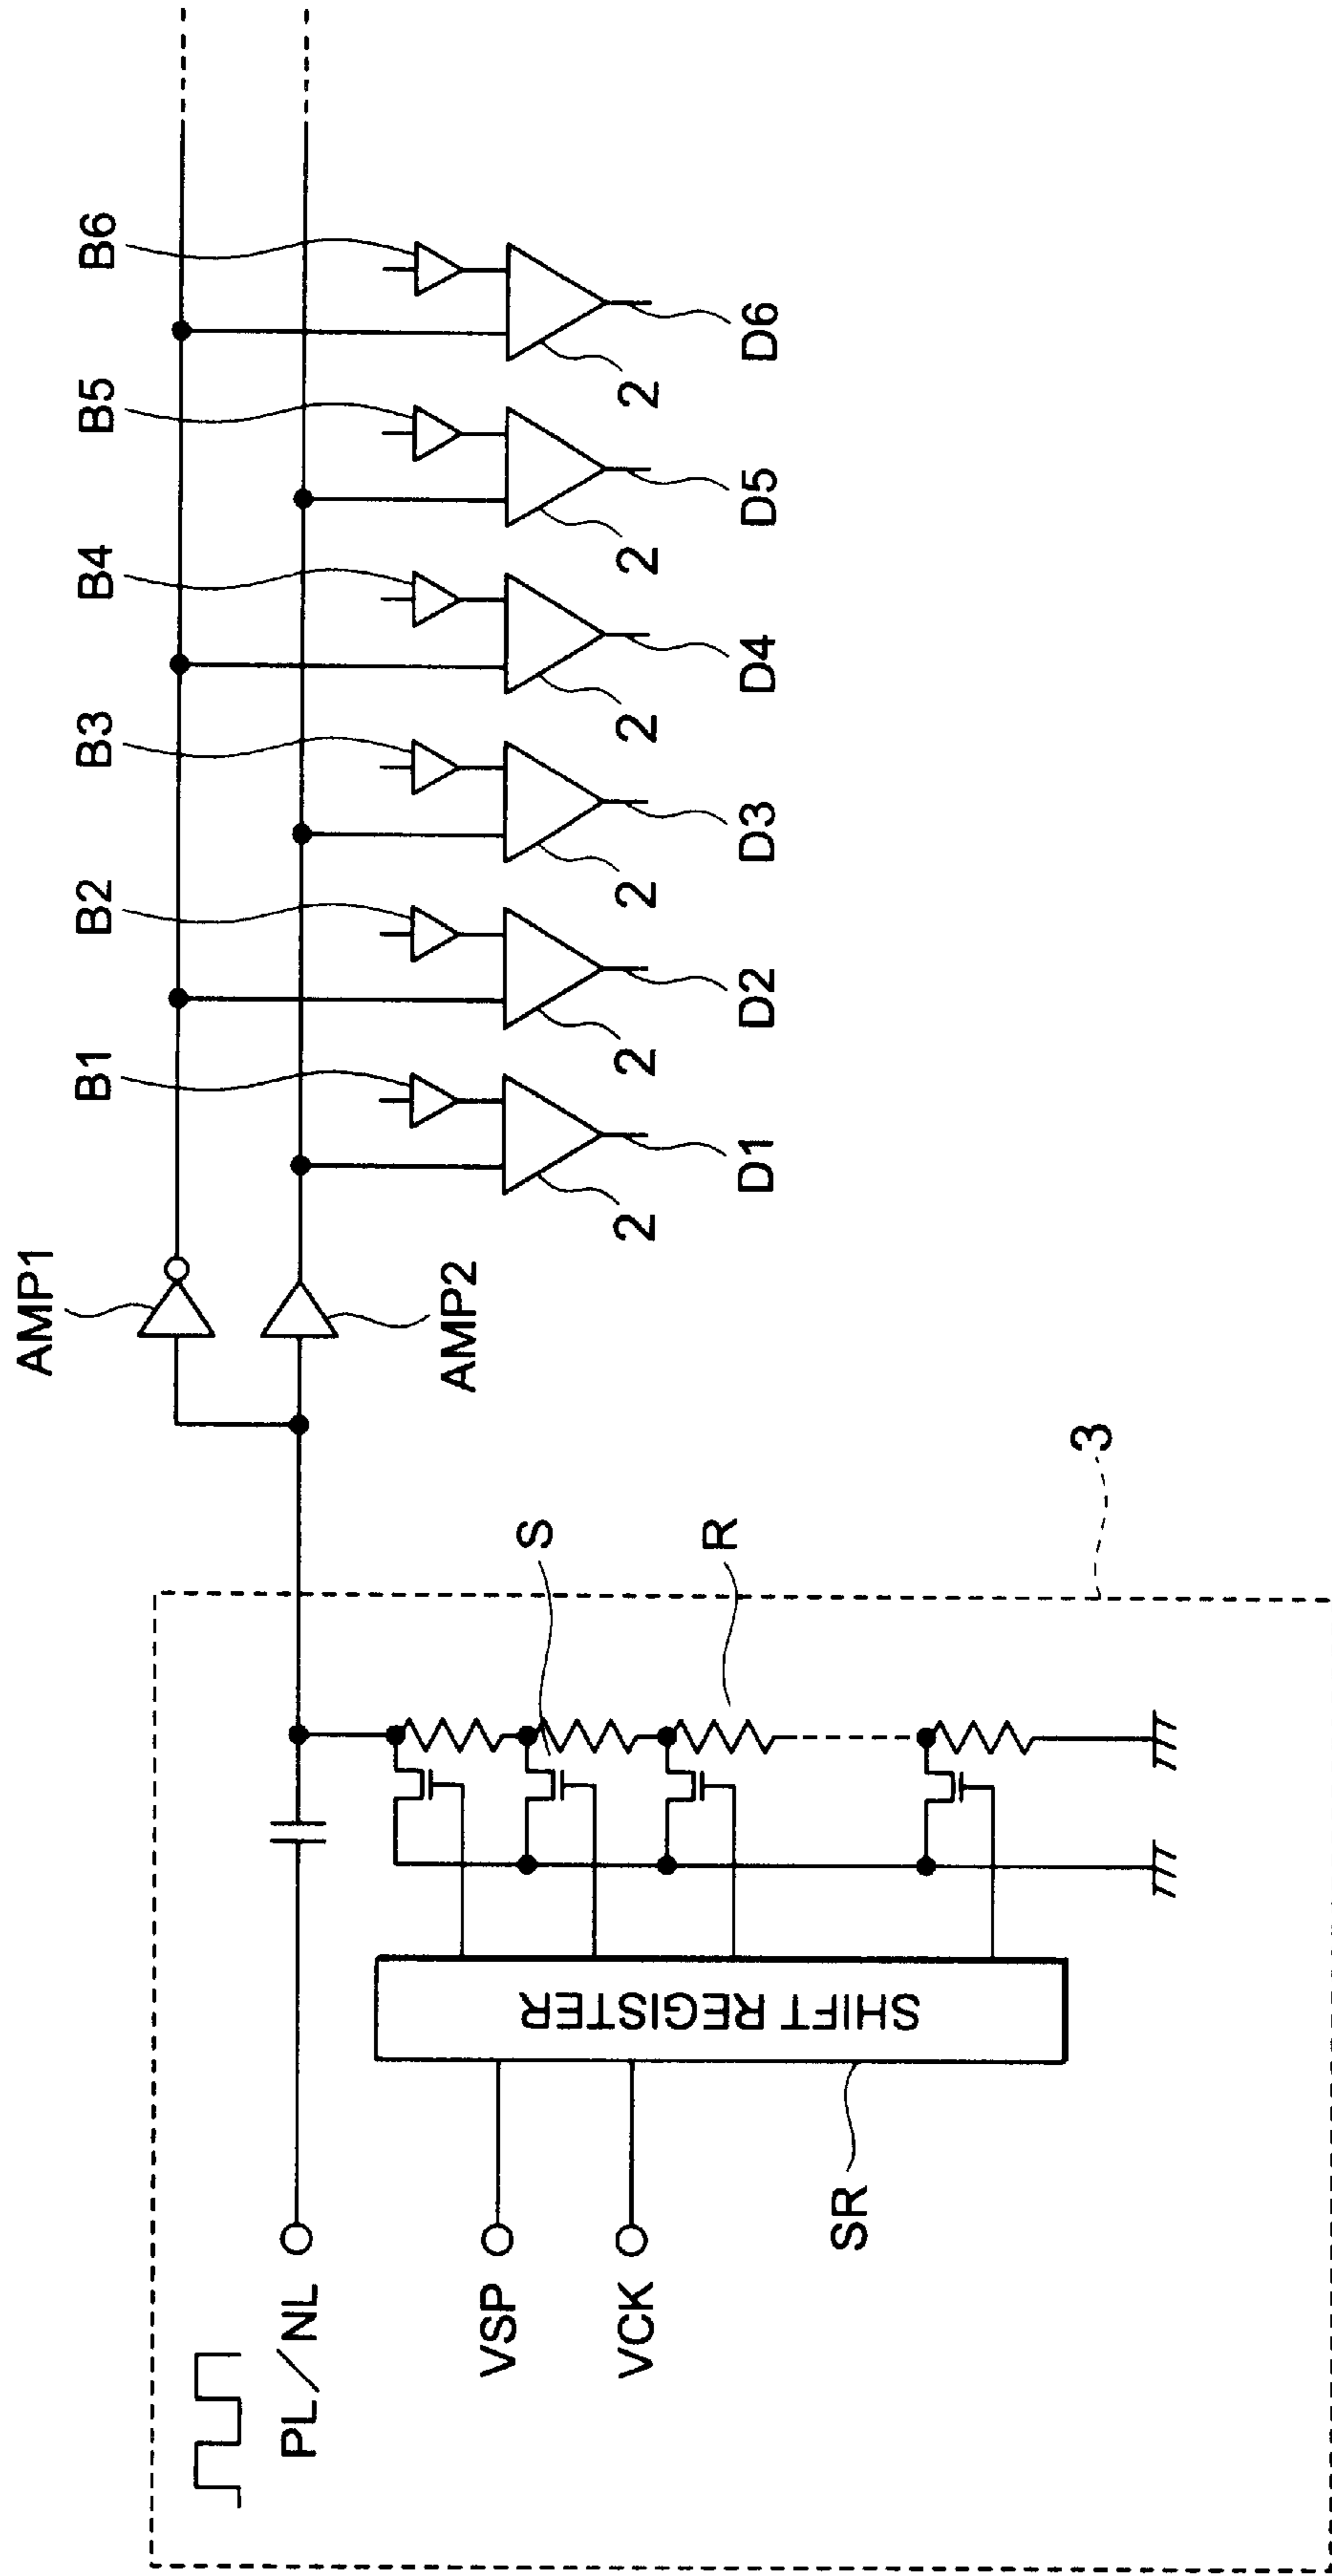 AMP1
AMP2
B1
B2
B3
B4
B5
B6
2
2
2
2
2
2
D1
D2
D3
D4
D5
D6
3
S
R
PL/NL
VSP
VCK
SHIFT REGISTER
SR